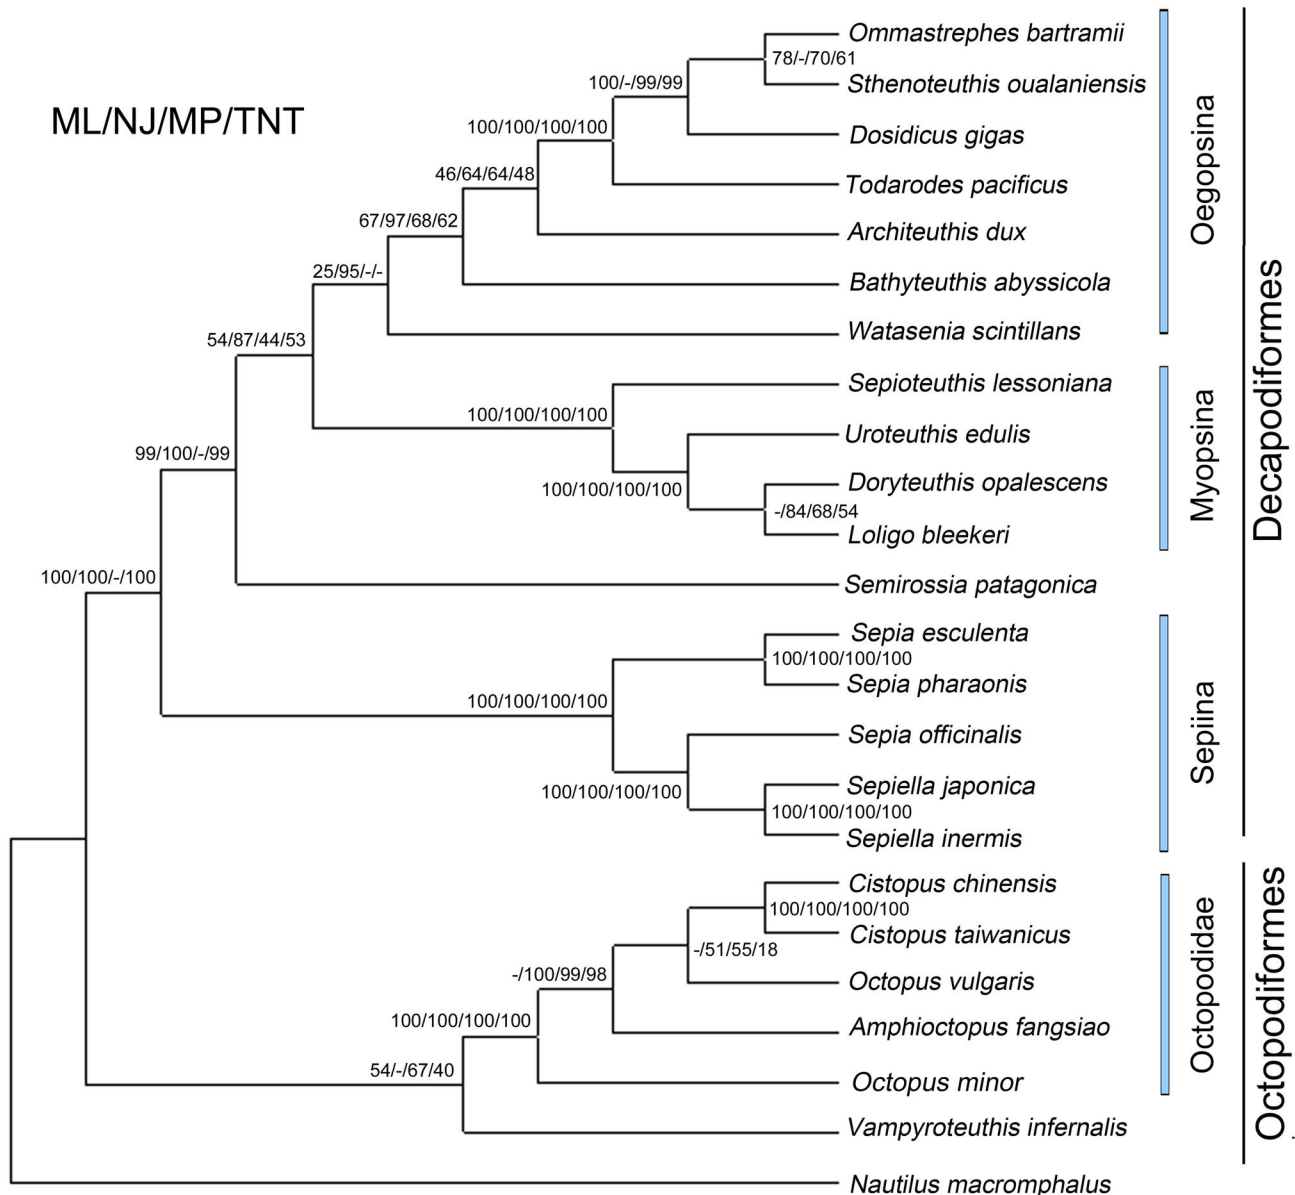 Ommastrephes bartramii
78/-/70/61
Sthenoteuthis oualaniensis
100/-/99/99
ML/NJ/MP/TNT
100/100/100/100
Dosidicus gigas
46/64/64/48
Todarodes pacificus
67/97/68/62
Architeuthis dux
25/95/-/-
Bathyteuthis abyssicola
Watasenia scintillans
Oegopsina
54/87/44/53
Sepioteuthis lessoniana
100/100/100/100
Uroteuthis edulis
99/100/-/99
Doryteuthis opalescens
100/100/100/100
-/84/68/54
Loligo bleekeri
Myopsina
Decapodiformes
100/100/-/100
Semirossia patagonica
Sepia esculenta
100/100/100/100
Sepia pharaonis
100/100/100/100
Sepia officinalis
Sepiella japonica
100/100/100/100
100/100/100/100
Sepiella inermis
Sepiina
Cistopus chinensis
100/100/100/100
Cistopus taiwanicus
-/51/55/18
-/100/99/98
Octopus vulgaris
100/100/100/100
Amphioctopus fangsiao
54/-/67/40
Octopus minor
Octopodidae
Vampyroteuthis infernalis
Octopodiformes
Nautilus macromphalus